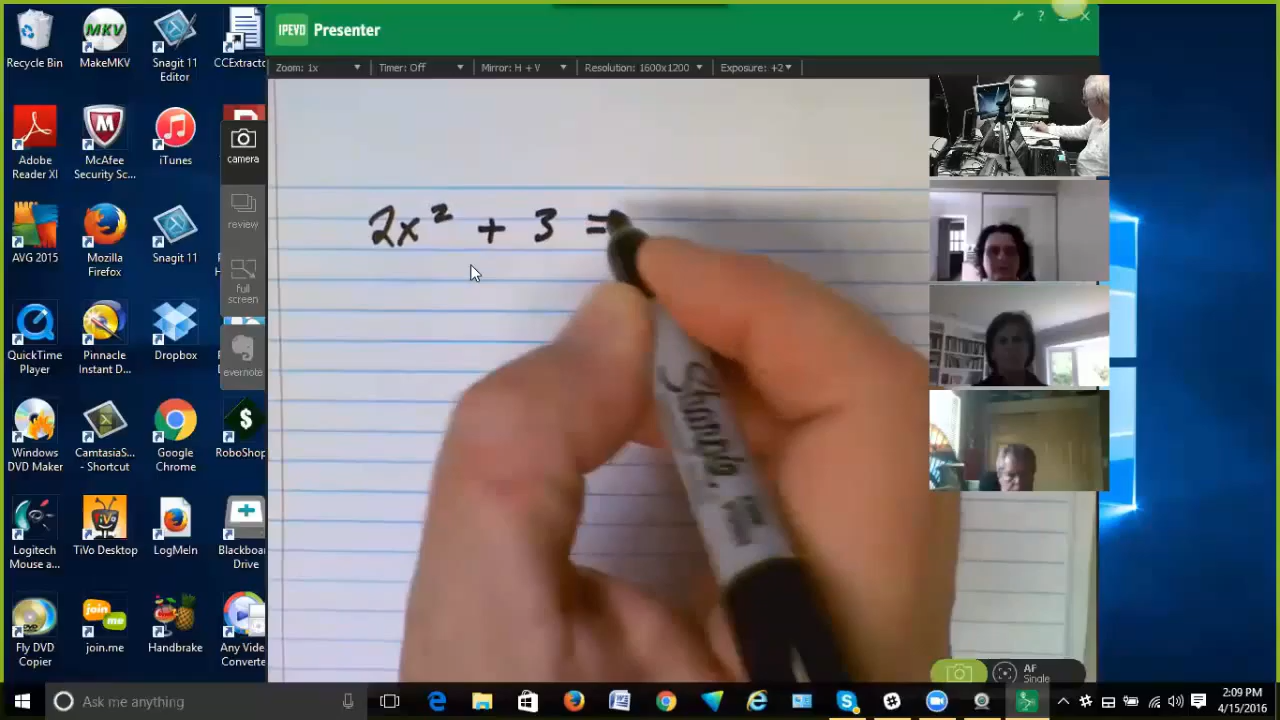 IPEVO Presenter
Zoom: 1x Timer: Off Mirror: H + V Resolution: 1600x1200 Exposure: +2
Recycle Bin MakeMKV Snagit 11 Editor CCExtracto
camera
Adobe Reader XI McAfee Security Sc... iTunes
review
2x² + 3 =
AVG 2015 Mozilla Firefox Snagit 11
full screen
QuickTime Player Pinnacle Instant D... Dropbox
evernote
Windows DVD Maker CamtasiaS... - Shortcut Google Chrome RoboShop
Sharpie
Logitech Mouse a... TiVo Desktop LogMeIn Blackboard Drive
Fly DVD Copier join.me Handbrake Any Video Converte
AF Single
Ask me anything
2:09 PM
4/15/2016